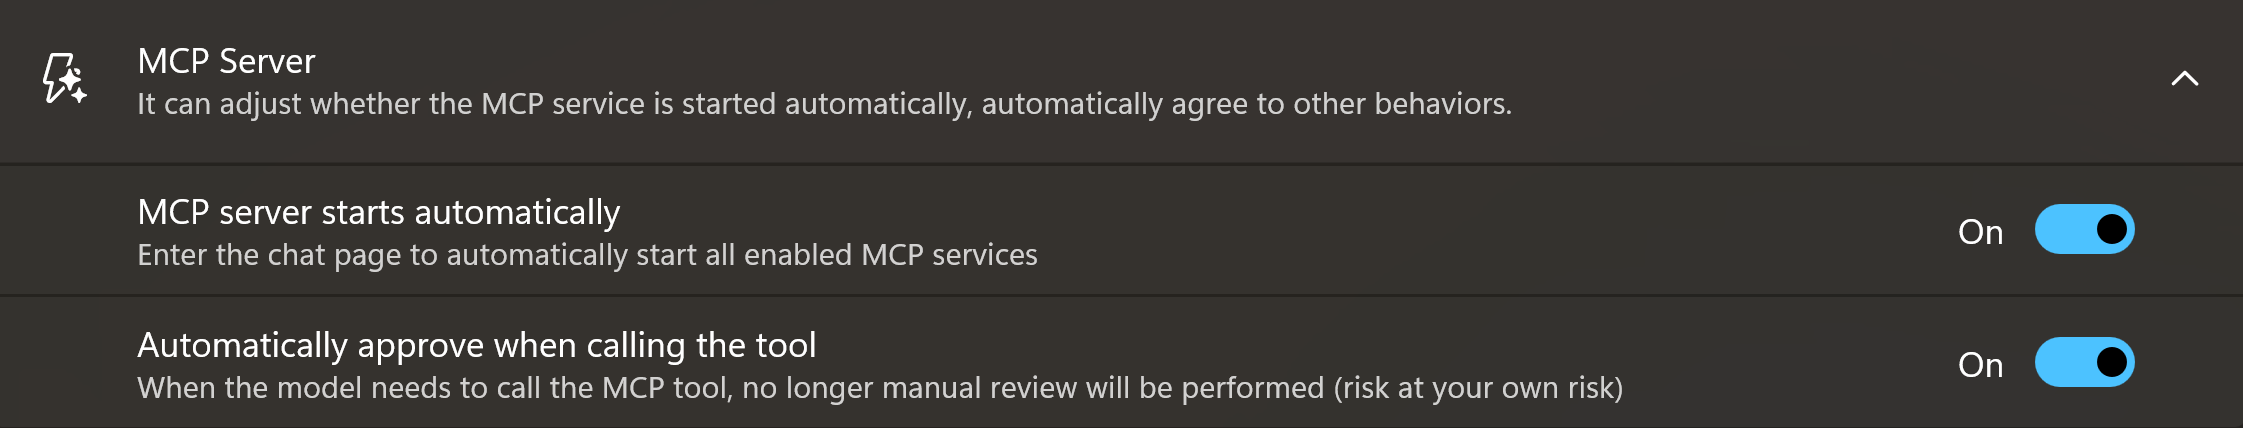 MCP Server
It can adjust whether the MCP service is started automatically, automatically agree to other behaviors.
MCP server starts automatically
Enter the chat page to automatically start all enabled MCP services
On
Automatically approve when calling the tool
When the model needs to call the MCP tool, no longer manual review will be performed (risk at your own risk)
On